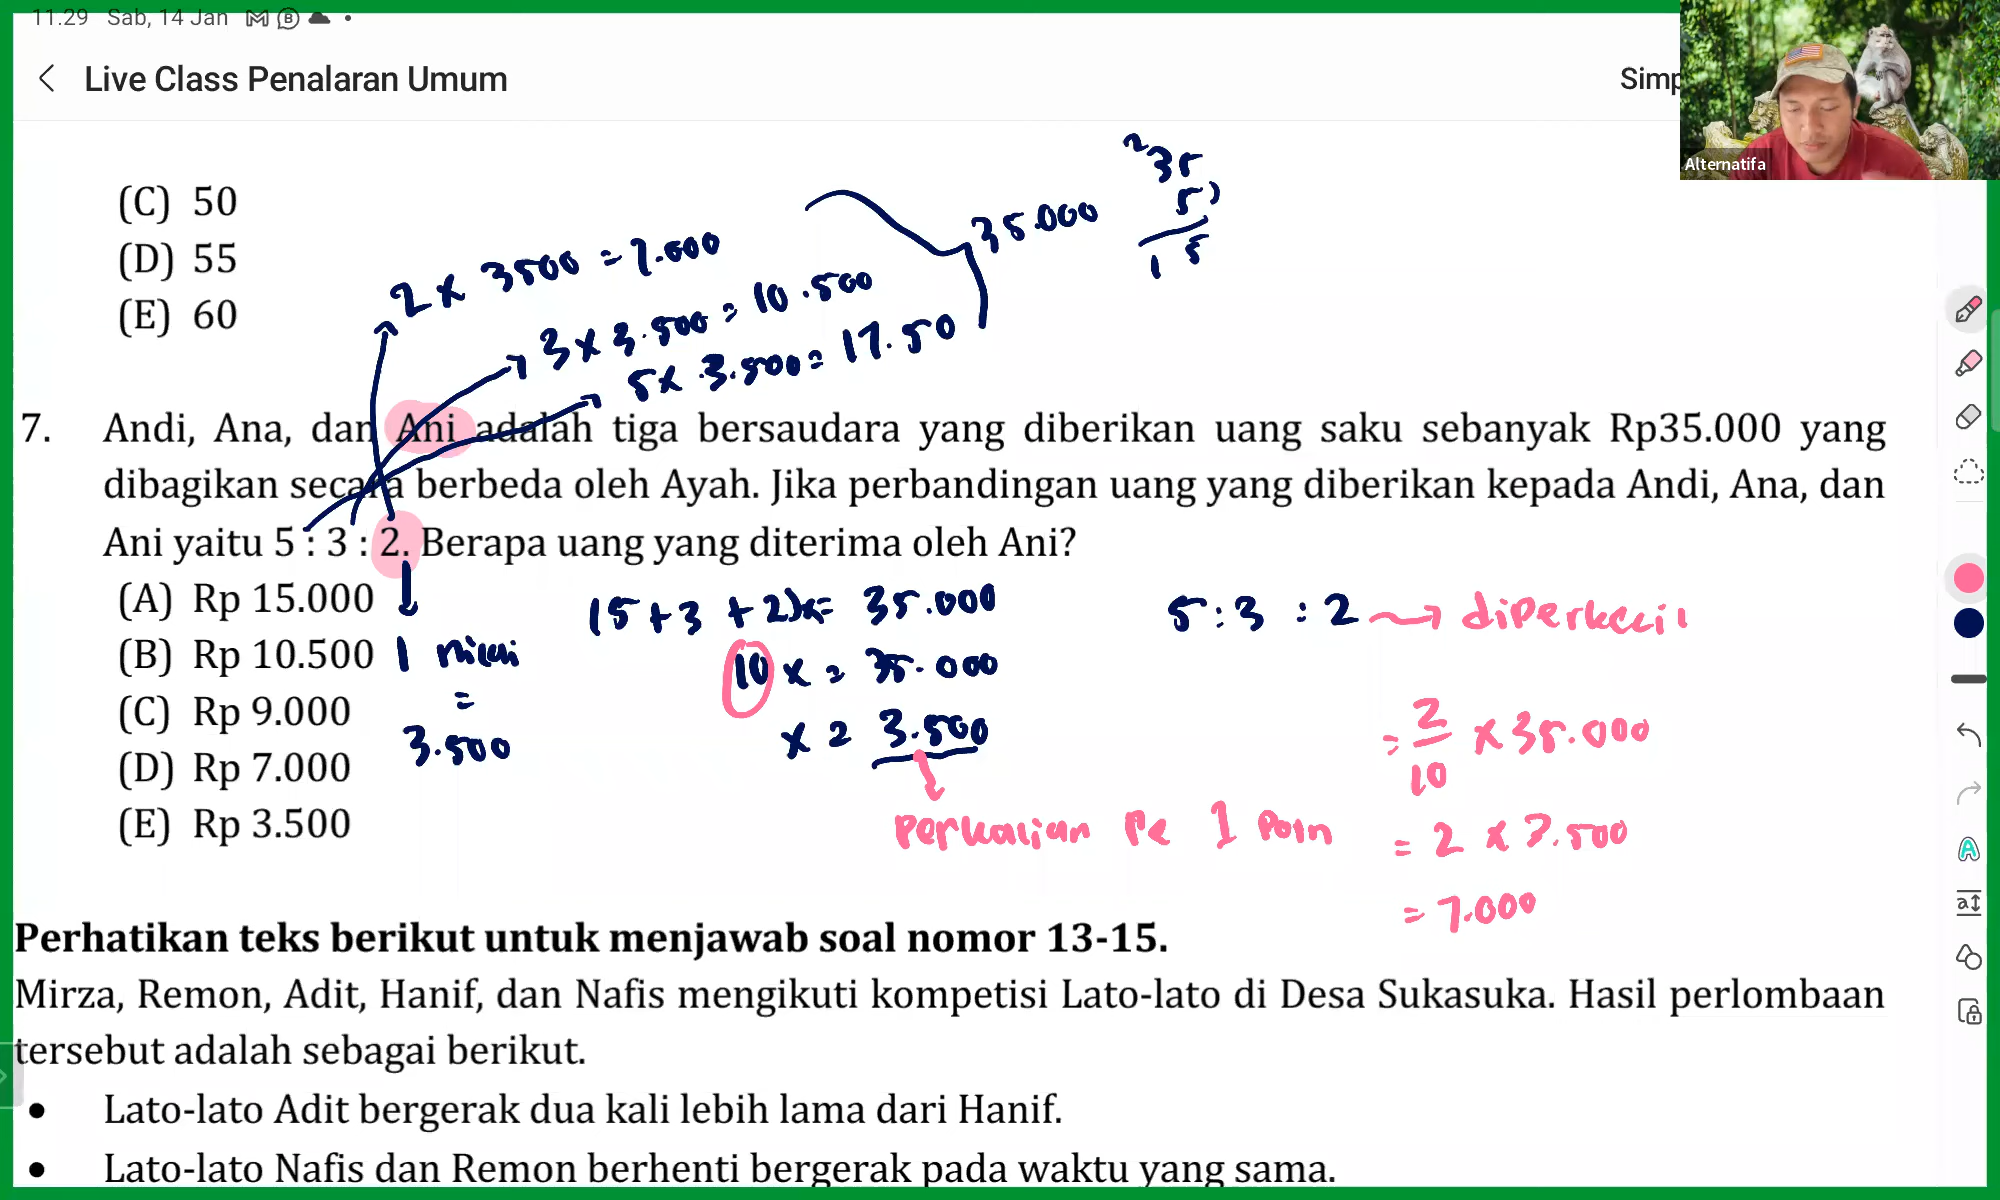 11.29 Sab, 14 Jan
Live Class Penalaran Umum
Simp
Alternatifa
(C) 50
(D) 55
(E) 60
2 x 3500 = 7.000
3 x 3.500 = 10.500
5 x 3.500 = 17.50
35.000
2 35
5
1 5
7. Andi, Ana, dan Ani adalah tiga bersaudara yang diberikan uang saku sebanyak Rp35.000 yang
dibagikan secara berbeda oleh Ayah. Jika perbandingan uang yang diberikan kepada Andi, Ana, dan
Ani yaitu 5 : 3 : 2. Berapa uang yang diterima oleh Ani?
(A) Rp 15.000
(B) Rp 10.500
(C) Rp 9.000
(D) Rp 7.000
(E) Rp 3.500
1 nilai
=
3.500
(5+3+2)x = 35.000
10x = 35.000
x = 3.500
Perkalian Per 1 Poin
5 : 3 : 2 → diperkecil
= 2/10 x 35.000
= 2 x 3.500
= 7.000
Perhatikan teks berikut untuk menjawab soal nomor 13-15.
Mirza, Remon, Adit, Hanif, dan Nafis mengikuti kompetisi Lato-lato di Desa Sukasuka. Hasil perlombaan
tersebut adalah sebagai berikut.
• Lato-lato Adit bergerak dua kali lebih lama dari Hanif.
• Lato-lato Nafis dan Remon berhenti bergerak pada waktu yang sama.